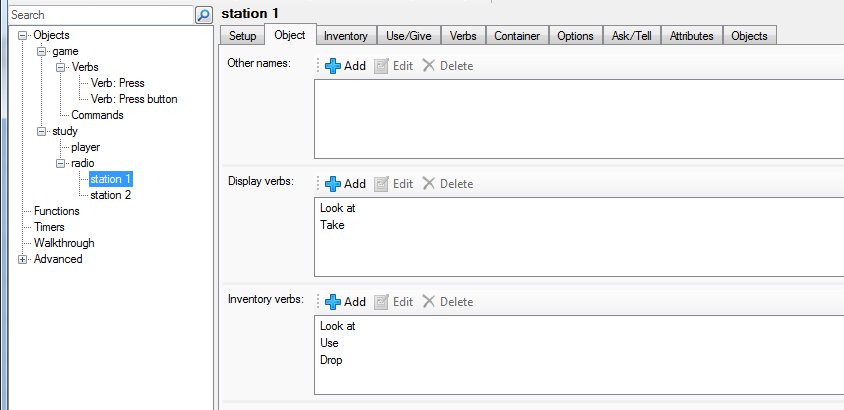 Search
Objects
game
Verbs
Verb: Press
Verb: Press button
Commands
study
player
radio
station 1
station 2
Functions
Timers
Walkthrough
Advanced
station 1
Setup Object Inventory Use/Give Verbs Container Options Ask/Tell Attributes Objects
Other names: Add Edit Delete
Display verbs: Add Edit Delete
Look at
Take
Inventory verbs: Add Edit Delete
Look at
Use
Drop